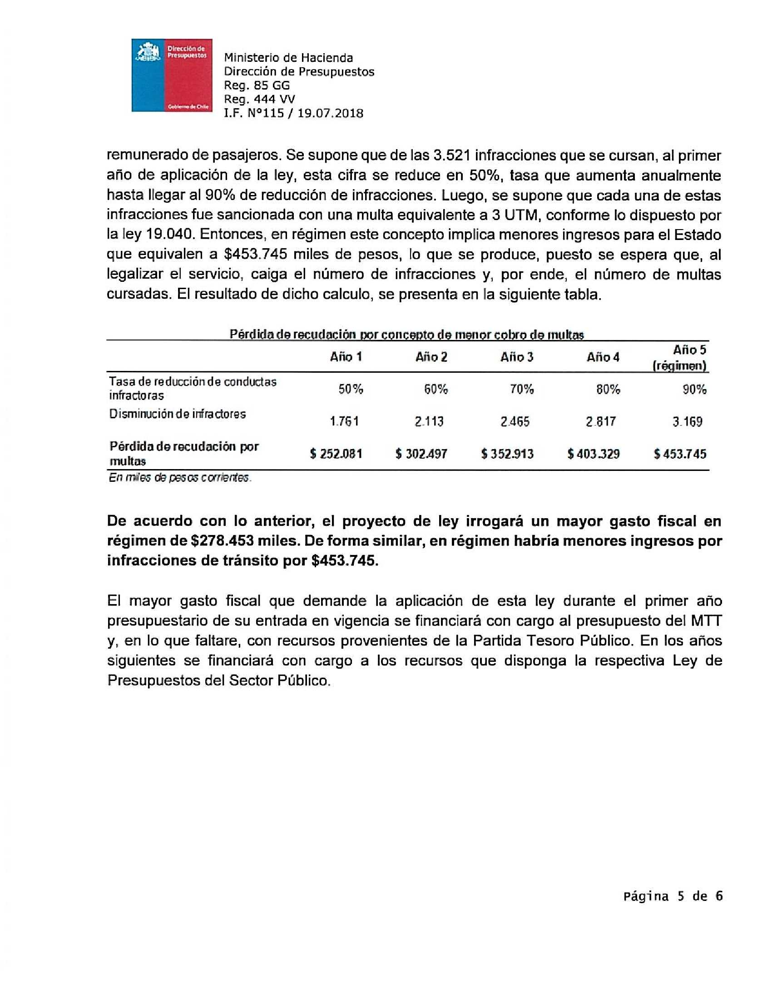 Dirección de
Presupuestos
Gobierno de Chile
Ministerio de Hacienda
Dirección de Presupuestos
Reg. 85 GG
Reg. 444 VV
I.F. Nº115 / 19.07.2018
remunerado de pasajeros. Se supone que de las 3.521 infracciones que se cursan, al primer
año de aplicación de la ley, esta cifra se reduce en 50%, tasa que aumenta anualmente
hasta llegar al 90% de reducción de infracciones. Luego, se supone que cada una de estas
infracciones fue sancionada con una multa equivalente a 3 UTM, conforme lo dispuesto por
la ley 19.040. Entonces, en régimen este concepto implica menores ingresos para el Estado
que equivalen a $453.745 miles de pesos, lo que se produce, puesto se espera que, al
legalizar el servicio, caiga el número de infracciones y, por ende, el número de multas
cursadas. El resultado de dicho calculo, se presenta en la siguiente tabla.
Pérdida de recudación por concepto de menor cobro de multas
Año 1 Año 2 Año 3 Año 4 Año 5
(régimen)
Tasa de reducción de conductas
infractoras 50% 60% 70% 80% 90%
Disminución de infractores 1.761 2.113 2.465 2.817 3.169
Pérdida de recudación por
multas $ 252.081 $ 302.497 $ 352.913 $ 403.329 $ 453.745
En miles de pesos corrientes.
De acuerdo con lo anterior, el proyecto de ley irrogará un mayor gasto fiscal en
régimen de $278.453 miles. De forma similar, en régimen habría menores ingresos por
infracciones de tránsito por $453.745.
El mayor gasto fiscal que demande la aplicación de esta ley durante el primer año
presupuestario de su entrada en vigencia se financiará con cargo al presupuesto del MTT
y, en lo que faltare, con recursos provenientes de la Partida Tesoro Público. En los años
siguientes se financiará con cargo a los recursos que disponga la respectiva Ley de
Presupuestos del Sector Público.
Página 5 de 6